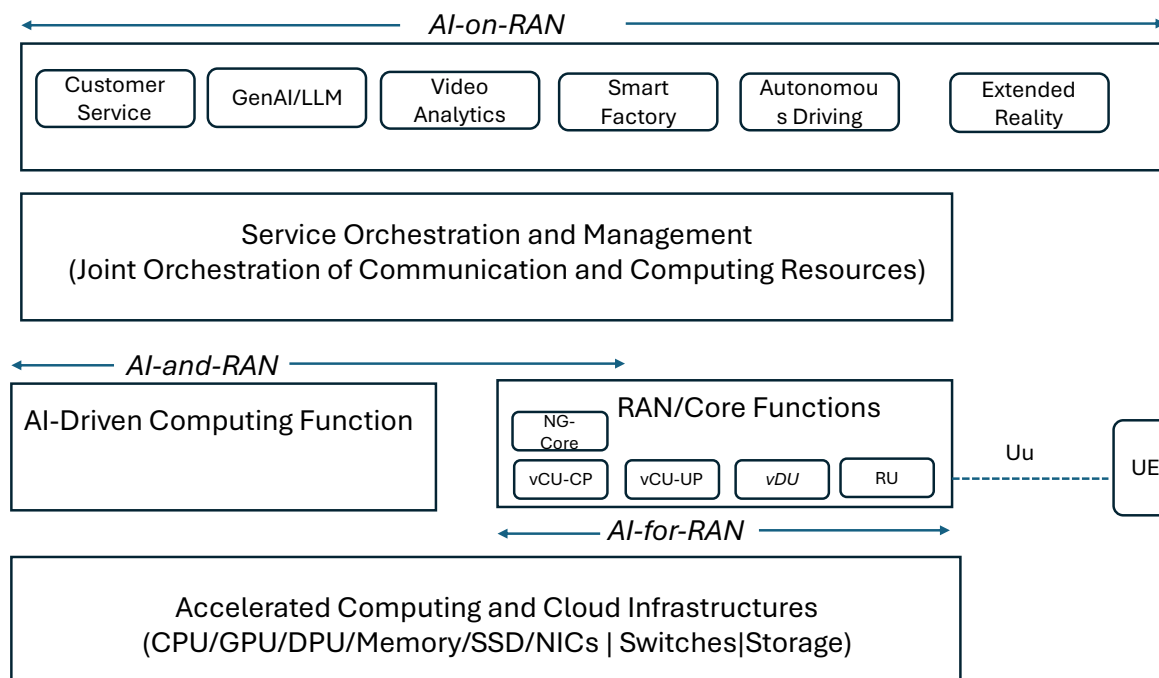 AI-on-RAN
Customer
Service
GenAI/LLM
Video
Analytics
Smart
Factory
Autonomou
s Driving
Extended
Reality
Service Orchestration and Management
(Joint Orchestration of Communication and Computing Resources)
AI-and-RAN
AI-Driven Computing Function
RAN/Core Functions
NG-
Core
vCU-CP
vCU-UP
vDU
RU
Uu
UE
AI-for-RAN
Accelerated Computing and Cloud Infrastructures
(CPU/GPU/DPU/Memory/SSD/NICs | Switches|Storage)